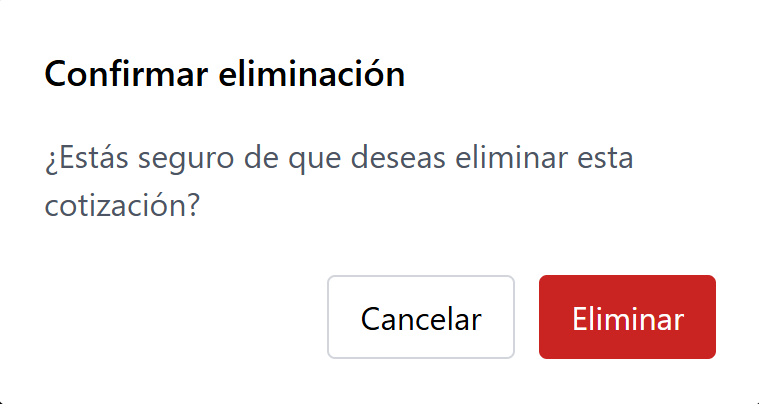 Confirmar eliminación
¿Estás seguro de que deseas eliminar esta
cotización?
Cancelar
Eliminar